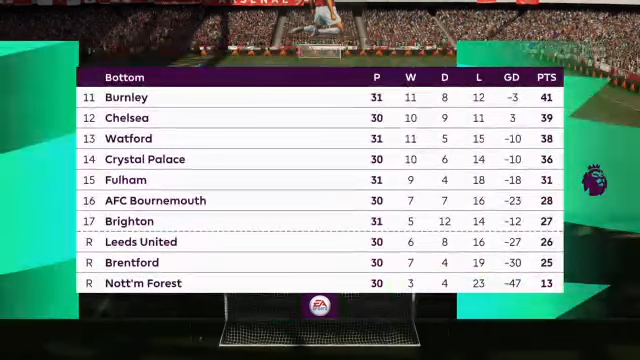 ARSENAL
Bottom P W D L GD PTS
11 Burnley 31 11 8 12 -3 41
12 Chelsea 30 10 9 11 3 39
13 Watford 31 11 5 15 -10 38
14 Crystal Palace 30 10 6 14 -10 36
15 Fulham 31 9 4 18 -18 31
16 AFC Bournemouth 30 7 7 16 -23 28
17 Brighton 31 5 12 14 -12 27
R Leeds United 30 6 8 16 -27 26
R Brentford 30 7 4 19 -30 25
R Nott'm Forest 30 3 4 23 -47 13
EA
SPORTS